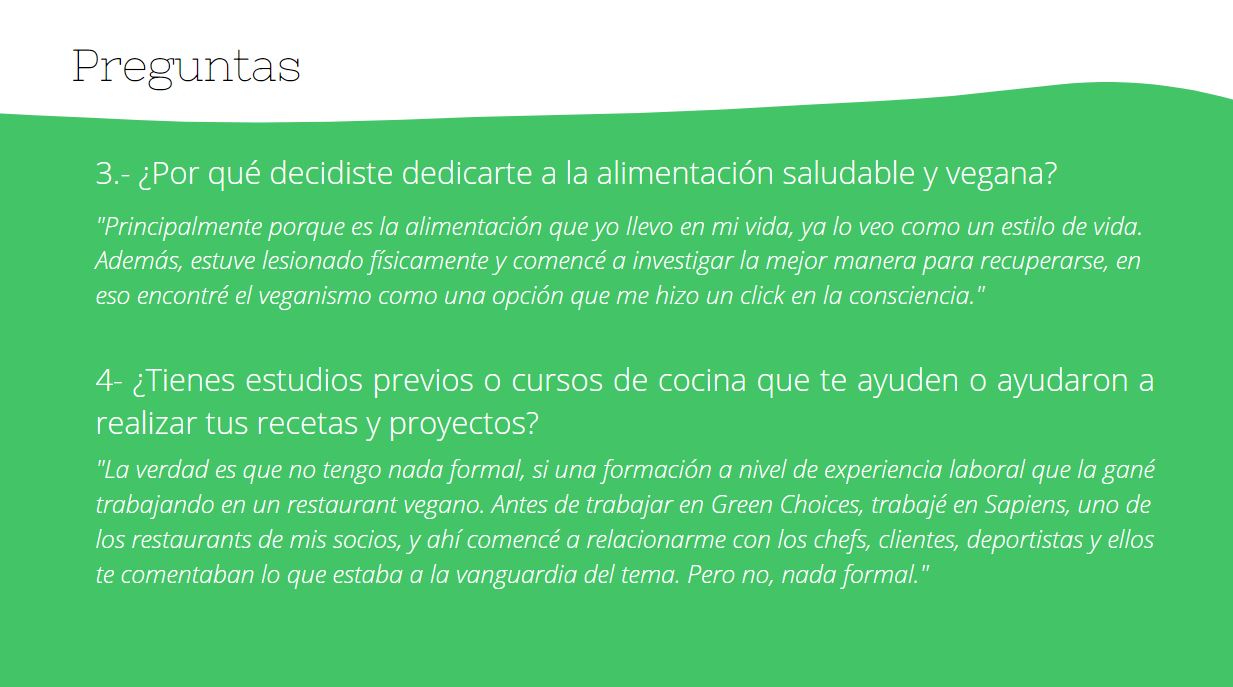 Preguntas
3.- ¿Por qué decidiste dedicarte a la alimentación saludable y vegana?
"Principalmente porque es la alimentación que yo llevo en mi vida, ya lo veo como un estilo de vida.
Además, estuve lesionado físicamente y comencé a investigar la mejor manera para recuperarse, en
eso encontré el veganismo como una opción que me hizo un click en la consciencia."
4- ¿Tienes estudios previos o cursos de cocina que te ayuden o ayudaron a
realizar tus recetas y proyectos?
"La verdad es que no tengo nada formal, si una formación a nivel de experiencia laboral que la gané
trabajando en un restaurant vegano. Antes de trabajar en Green Choices, trabajé en Sapiens, uno de
los restaurants de mis socios, y ahí comencé a relacionarme con los chefs, clientes, deportistas y ellos
te comentaban lo que estaba a la vanguardia del tema. Pero no, nada formal."